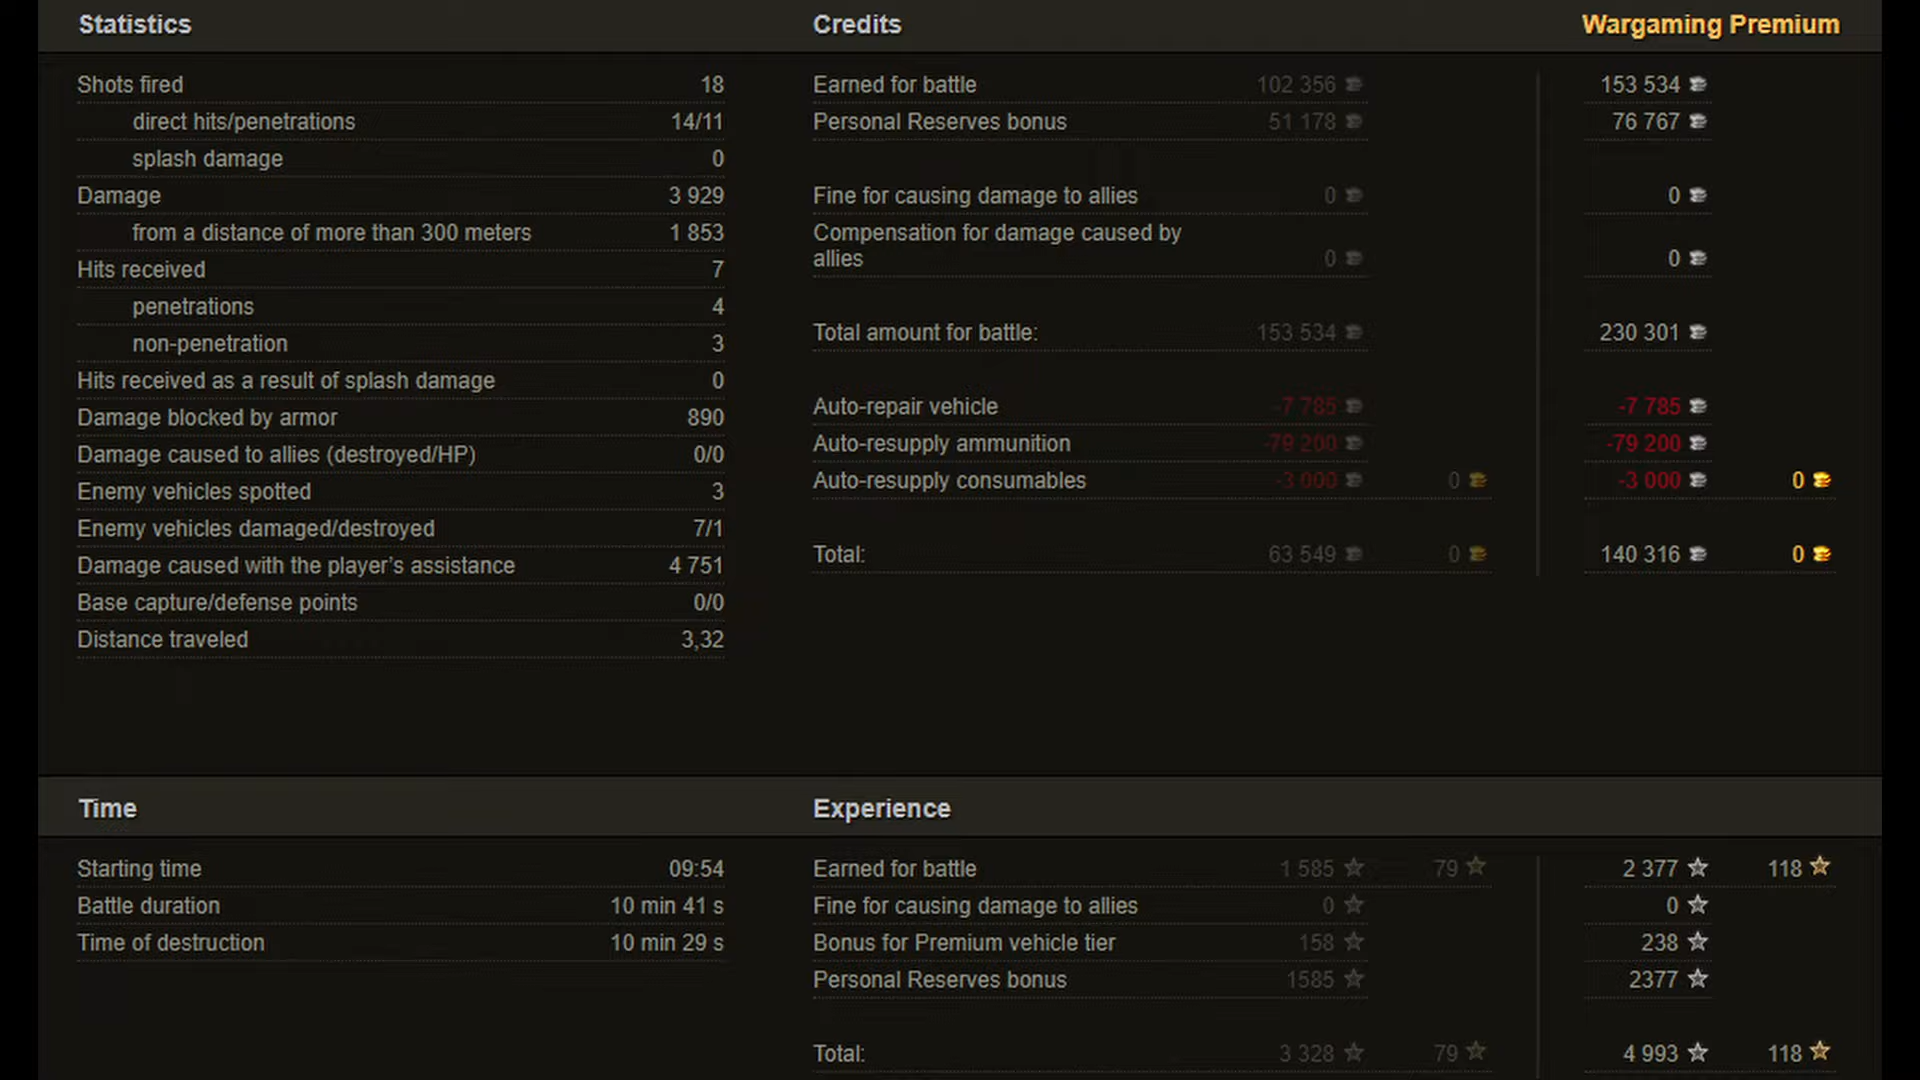 Statistics Credits Wargaming Premium
Shots fired 18 Earned for battle 102 356 153 534
direct hits/penetrations 14/11 Personal Reserves bonus 51 178 76 767
splash damage 0
Damage 3 929 Fine for causing damage to allies 0 0
from a distance of more than 300 meters 1 853 Compensation for damage caused by
allies 0 0
Hits received 7
penetrations 4
non-penetration 3 Total amount for battle: 153 534 230 301
Hits received as a result of splash damage 0
Damage blocked by armor 890 Auto-repair vehicle -7 785 -7 785
Damage caused to allies (destroyed/HP) 0/0 Auto-resupply ammunition -79 200 -79 200
Enemy vehicles spotted 3 Auto-resupply consumables -3 000 0 -3 000 0
Enemy vehicles damaged/destroyed 7/1
Damage caused with the player's assistance 4 751 Total: 63 549 0 140 316 0
Base capture/defense points 0/0
Distance traveled 3,32
Time Experience
Starting time 09:54 Earned for battle 1 585 79 2 377 118
Battle duration 10 min 41 s Fine for causing damage to allies 0 0
Time of destruction 10 min 29 s Bonus for Premium vehicle tier 158 238
Personal Reserves bonus 1585 2377
Total: 3 328 79 4 993 118